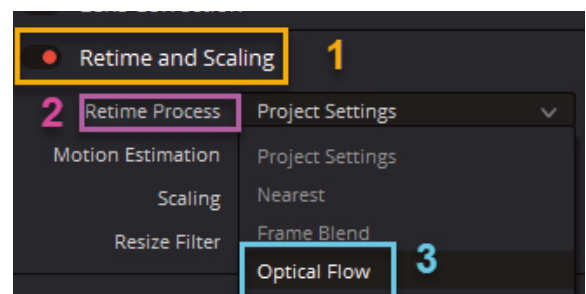 Retime and Scaling 1
2 Retime Process Project Settings
Motion Estimation Project Settings
Scaling Nearest
Resize Filter Frame Blend
Optical Flow 3